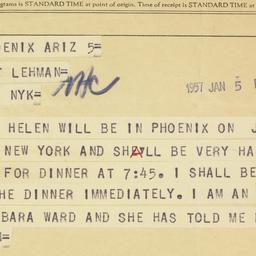 grams is STANDARD TIME at point of origin. Time of receipt is STANDARD TIME at
OENIX ARIZ 5=
T LEHMAN=
NYK=
1957 JAN 5 P
HELEN WILL BE IN PHOENIX ON J
NEW YORK AND SHALL BE VERY HA
FOR DINNER AT 7:45. I SHALL BE
HE DINNER IMMEDIATELY. I AM AN
BARA WARD AND SHE HAS TOLD ME